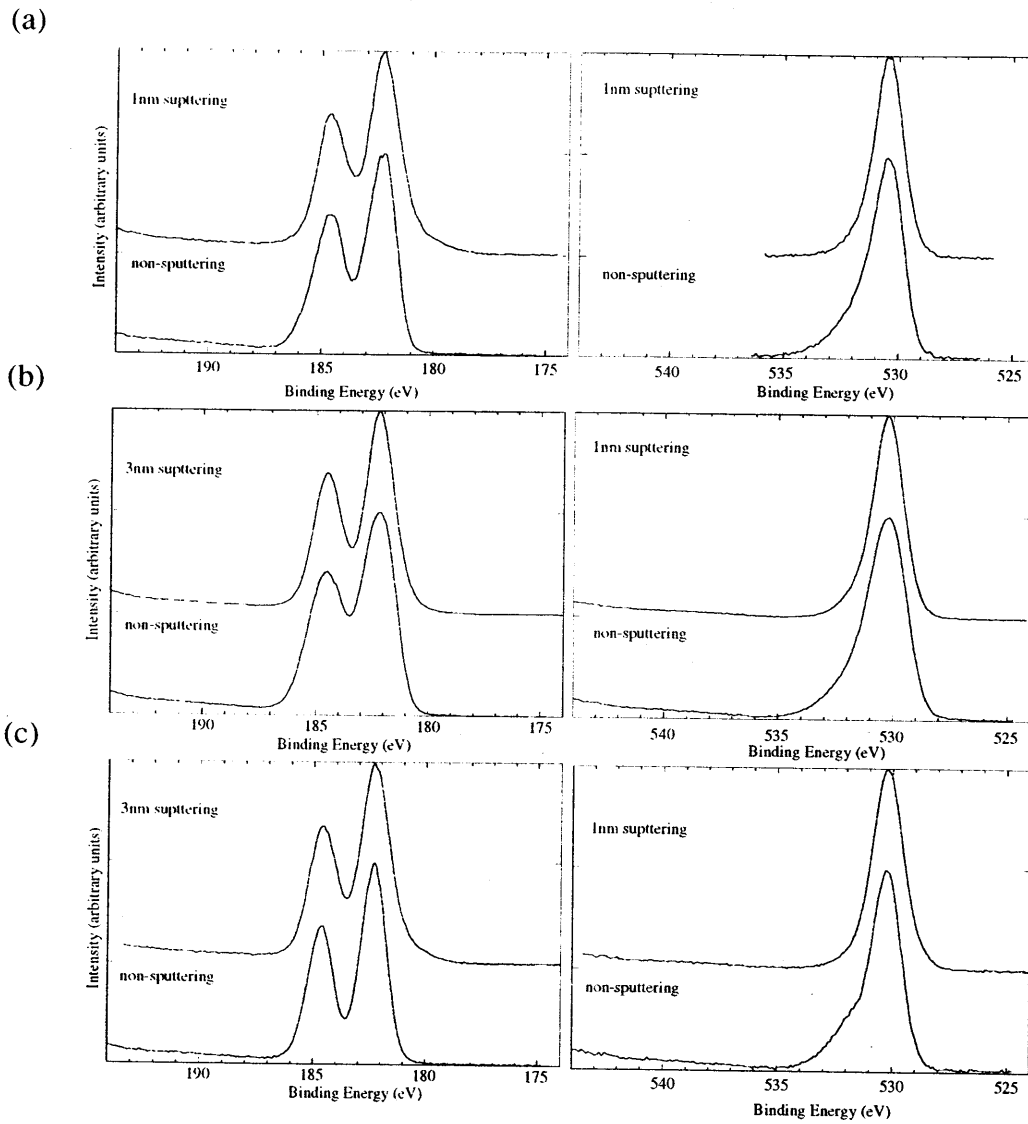 (a)
Intensity (arbitrary units)
1nm supttering
non-sputtering
190 185 180 175
Binding Energy (eV)
1nm supttering
non-sputtering
540 535 530 525
Binding Energy (eV)
(b)
Intensity (arbitrary units)
3nm supttering
non-sputtering
190 185 180 175
Binding Energy (eV)
1nm supttering
non-sputtering
540 535 530 525
Binding Energy (eV)
(c)
Intensity (arbitrary units)
3nm supttering
non-sputtering
190 185 180 175
Binding Energy (eV)
1nm supttering
non-sputtering
540 535 530 525
Binding Energy (eV)